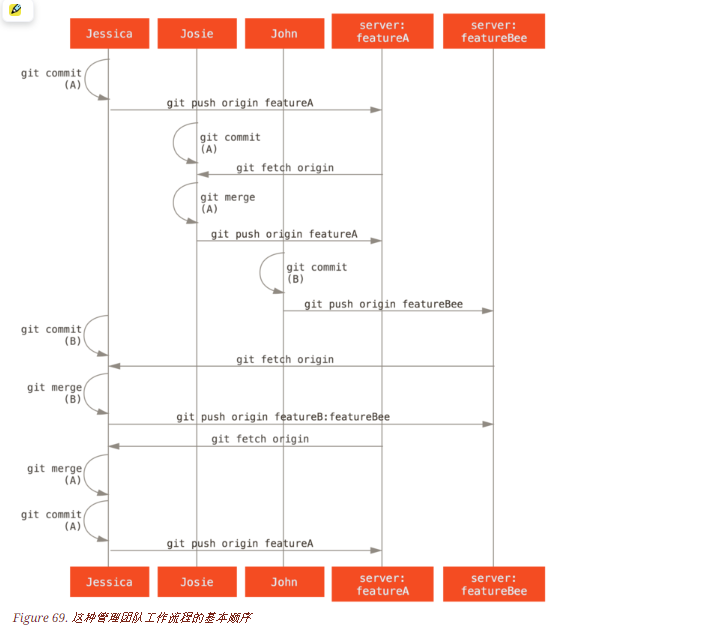 Jessica
Josie
John
server:
featureA
server:
featureBee
git commit
(A)
git push origin featureA
git commit
(A)
git fetch origin
git merge
(A)
git push origin featureA
git commit
(B)
git push origin featureBee
git commit
(B)
git fetch origin
git merge
(B)
git push origin featureB:featureBee
git fetch origin
git merge
(A)
git commit
(A)
git push origin featureA
Jessica
Josie
John
server:
featureA
server:
featureBee
Figure 69. 这种管理团队工作流程的基本顺序